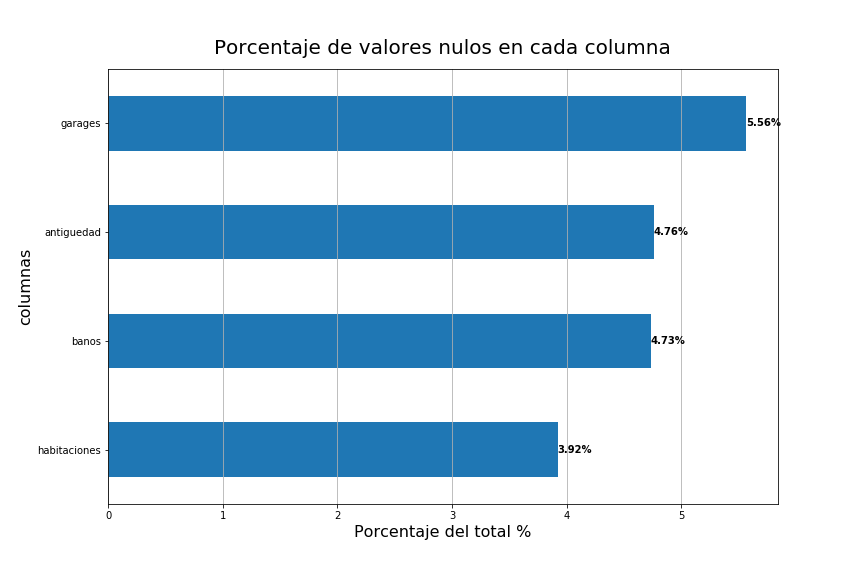 Porcentaje de valores nulos en cada columna
garages
5.56%
antiguedad
4.76%
columnas
banos
4.73%
habitaciones
3.92%
0 1 2 3 4 5
Porcentaje del total %